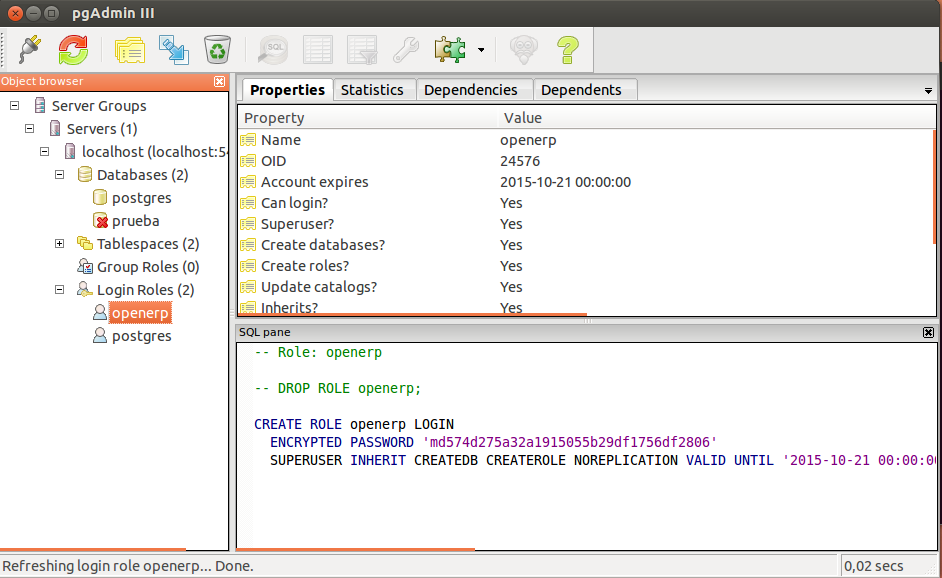 pgAdmin III
SQL
Object browser
Server Groups
Servers (1)
localhost (localhost:54
Databases (2)
postgres
prueba
Tablespaces (2)
Group Roles (0)
Login Roles (2)
openerp
postgres
Properties Statistics Dependencies Dependents
Property Value
Name openerp
OID 24576
Account expires 2015-10-21 00:00:00
Can login? Yes
Superuser? Yes
Create databases? Yes
Create roles? Yes
Update catalogs? Yes
Inherits? Yes
SQL pane
-- Role: openerp
-- DROP ROLE openerp;
CREATE ROLE openerp LOGIN
ENCRYPTED PASSWORD 'md574d275a32a1915055b29df1756df2806'
SUPERUSER INHERIT CREATEDB CREATEROLE NOREPLICATION VALID UNTIL '2015-10-21 00:00:00
Refreshing login role openerp... Done.
0,02 secs